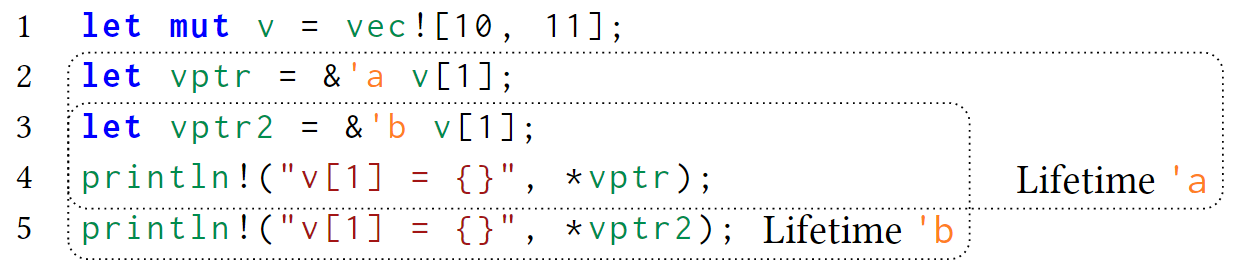 1 let mut v = vec![10, 11];
2 let vptr = &'a v[1];
3 let vptr2 = &'b v[1];
4 println!("v[1] = {}", *vptr); Lifetime 'a
5 println!("v[1] = {}", *vptr2); Lifetime 'b